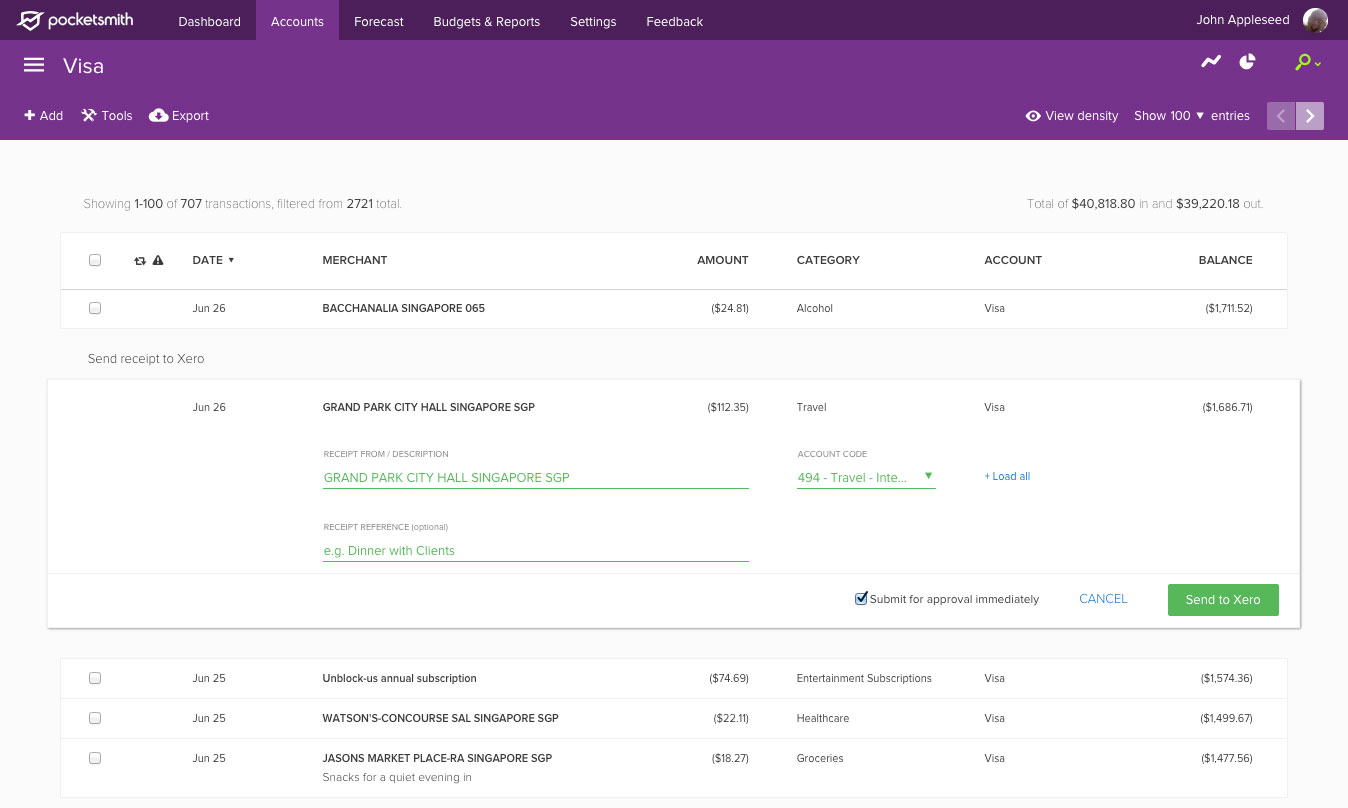 pocketsmith Dashboard Accounts Forecast Budgets & Reports Settings Feedback John Appleseed
Visa
Add Tools Export View density Show 100 ▼ entries
Showing 1-100 of 707 transactions, filtered from 2721 total. Total of $40,818.80 in and $39,220.18 out.
DATE ▼ MERCHANT AMOUNT CATEGORY ACCOUNT BALANCE
Jun 26 BACCHANALIA SINGAPORE 065 ($24.81) Alcohol Visa ($1,711.52)
Send receipt to Xero
Jun 26 GRAND PARK CITY HALL SINGAPORE SGP ($112.35) Travel Visa ($1,686.71)
RECEIPT FROM / DESCRIPTION ACCOUNT CODE
GRAND PARK CITY HALL SINGAPORE SGP 494 - Travel - Inte... ▼ + Load all
RECEIPT REFERENCE (optional)
e.g. Dinner with Clients
Submit for approval immediately CANCEL Send to Xero
Jun 25 Unblock-us annual subscription ($74.69) Entertainment Subscriptions Visa ($1,574.36)
Jun 25 WATSON'S-CONCOURSE SAL SINGAPORE SGP ($22.11) Healthcare Visa ($1,499.67)
Jun 25 JASONS MARKET PLACE-RA SINGAPORE SGP ($18.27) Groceries Visa ($1,477.56)
Snacks for a quiet evening in